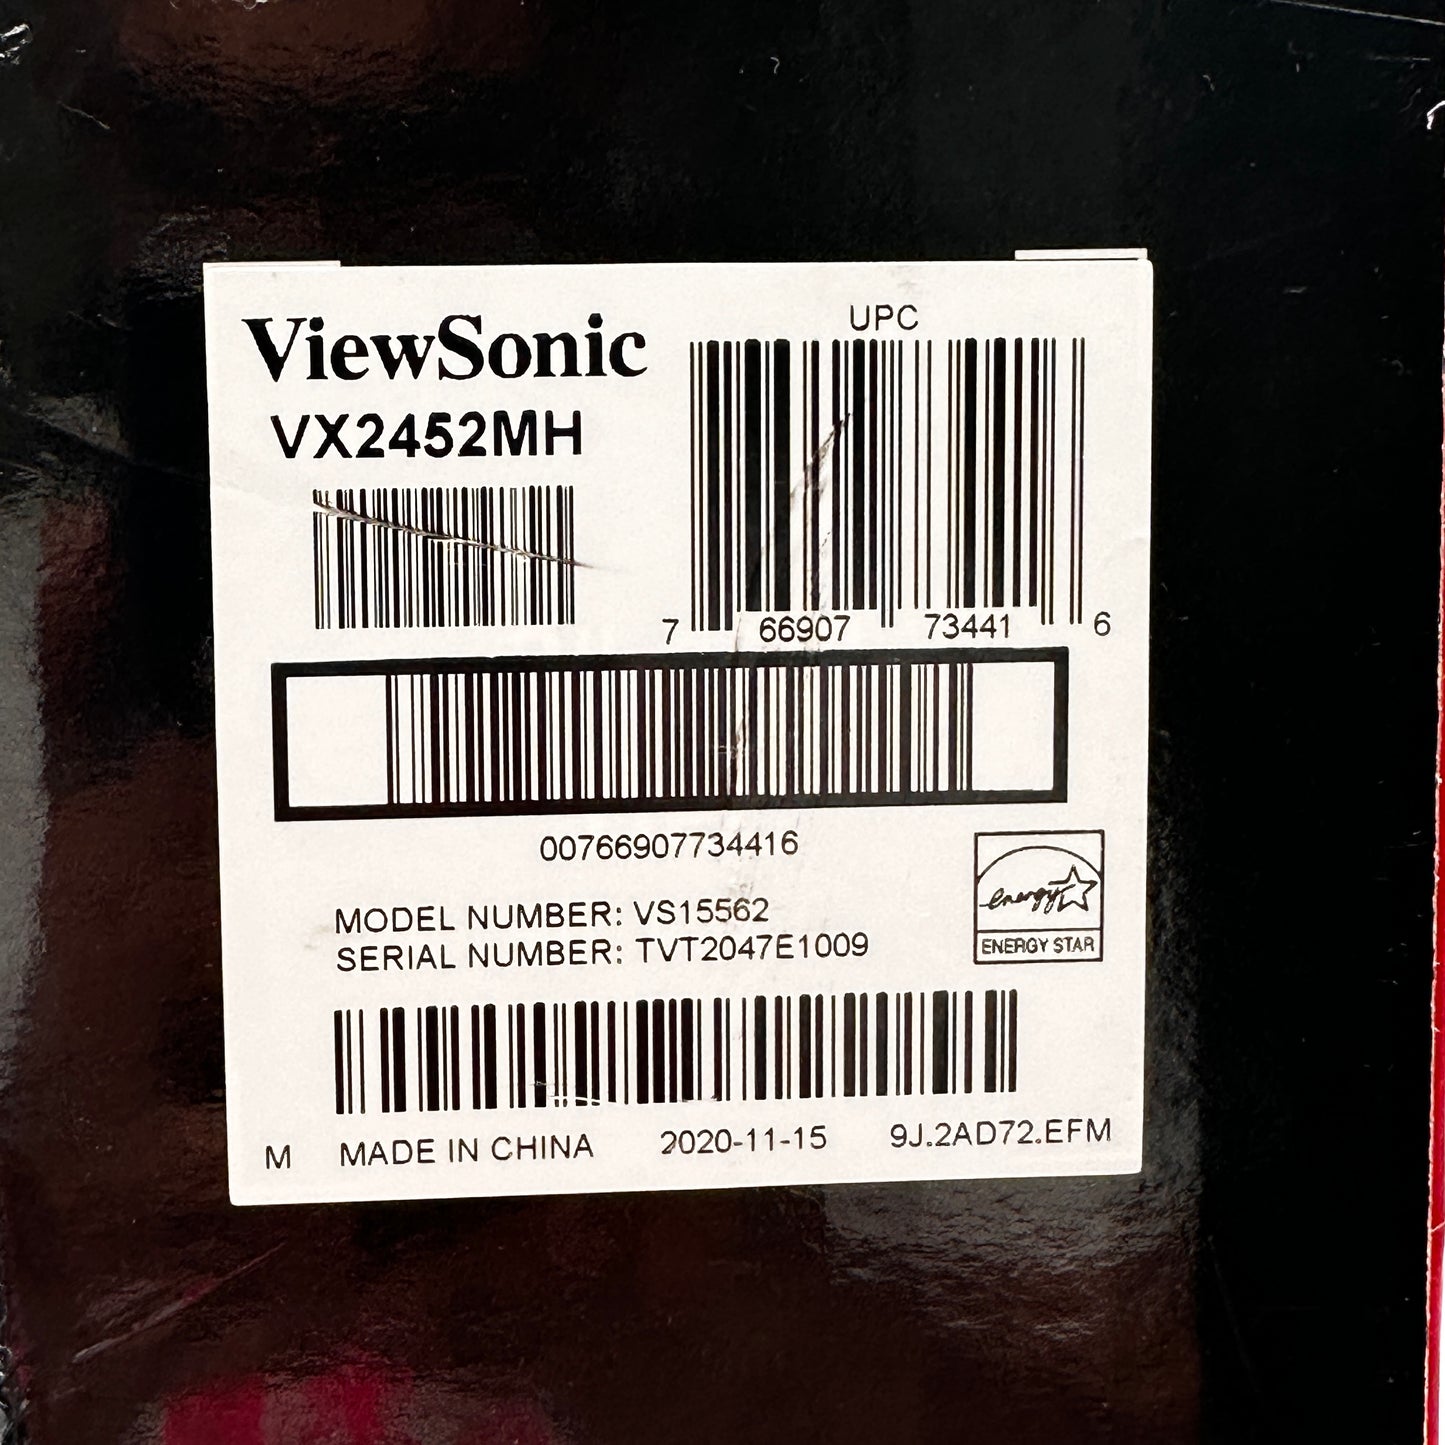 ViewSonic
VX2452MH
UPC
7 66907 73441 6
00766907734416
MODEL NUMBER: VS15562
SERIAL NUMBER: TVT2047E1009
energy
ENERGY STAR
M MADE IN CHINA 2020-11-15 9J.2AD72.EFM